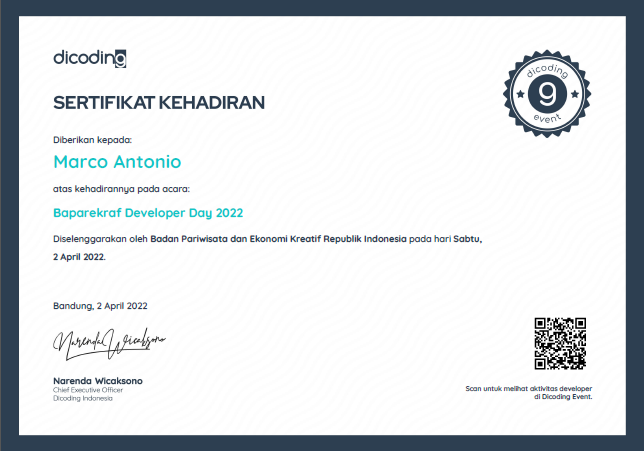 dicoding
dicoding
9
event
SERTIFIKAT KEHADIRAN
Diberikan kepada:
Marco Antonio
atas kehadirannya pada acara:
Baparekraf Developer Day 2022
Diselenggarakan oleh Badan Pariwisata dan Ekonomi Kreatif Republik Indonesia pada hari Sabtu,
2 April 2022.
Bandung, 2 April 2022
Narenda Wicaksono
Narenda Wicaksono
Chief Executive Officer
Dicoding Indonesia
Scan untuk melihat aktivitas developer
di Dicoding Event.